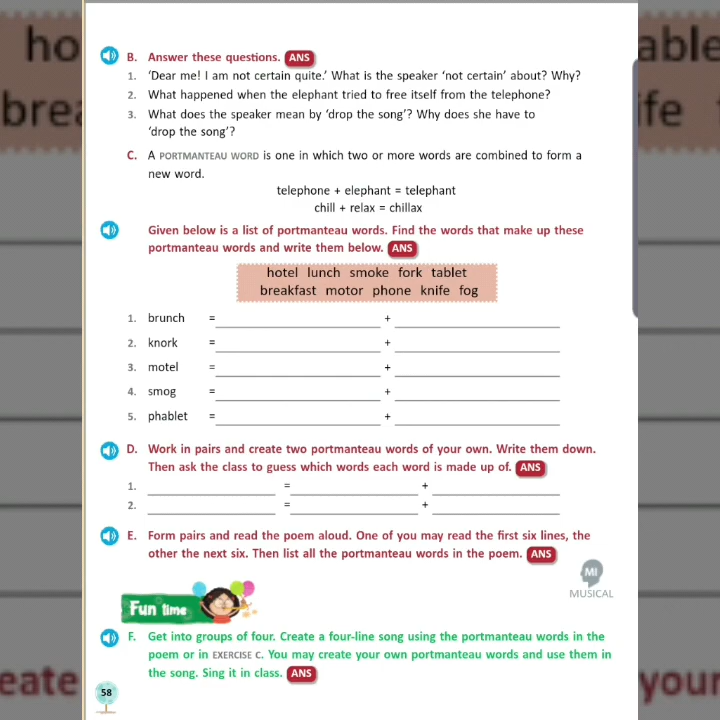 B. Answer these questions. ANS
1. ‘Dear me! I am not certain quite.’ What is the speaker ‘not certain’ about? Why?
2. What happened when the elephant tried to free itself from the telephone?
3. What does the speaker mean by ‘drop the song’? Why does she have to
‘drop the song’?
C. A PORTMANTEAU WORD is one in which two or more words are combined to form a
new word.
telephone + elephant = telephant
chill + relax = chillax
Given below is a list of portmanteau words. Find the words that make up these
portmanteau words and write them below. ANS
hotel lunch smoke fork tablet
breakfast motor phone knife fog
1. brunch = +
2. knork = +
3. motel = +
4. smog = +
5. phablet = +
D. Work in pairs and create two portmanteau words of your own. Write them down.
Then ask the class to guess which words each word is made up of. ANS
1. = +
2. = +
E. Form pairs and read the poem aloud. One of you may read the first six lines, the
other the next six. Then list all the portmanteau words in the poem. ANS
MI
MUSICAL
Fun time
F. Get into groups of four. Create a four-line song using the portmanteau words in the
poem or in EXERCISE C. You may create your own portmanteau words and use them in
the song. Sing it in class. ANS
58